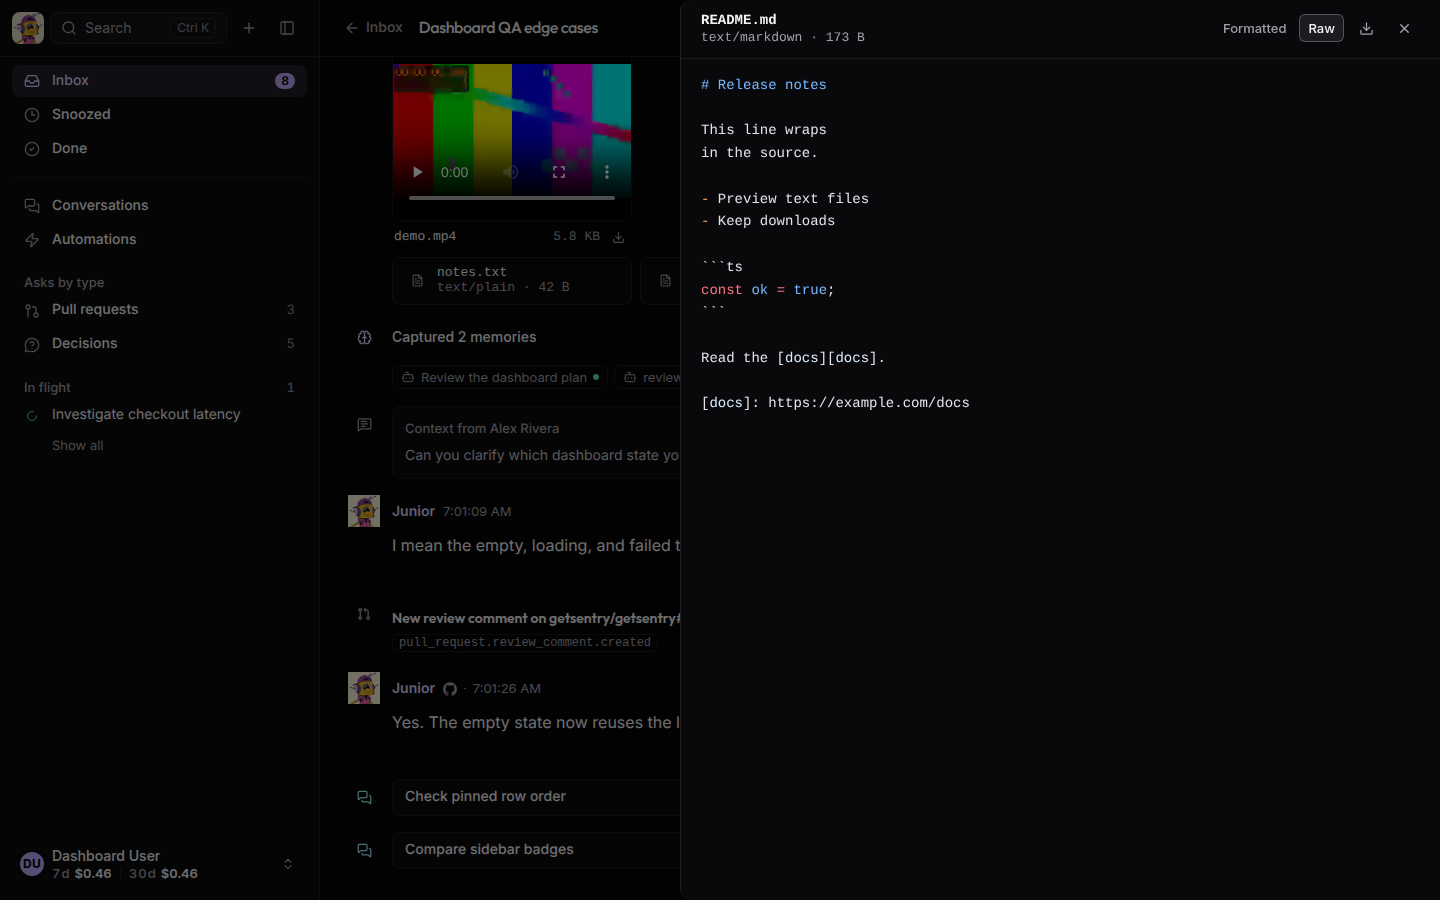 Search
Ctrl K
Inbox
8
Snoozed
Done
Conversations
Automations
Asks by type
Pull requests
3
Decisions
5
In flight
1
Investigate checkout latency
Show all
DU
Dashboard User
7d $0.46
30d $0.46
Inbox
Dashboard QA edge cases
0:00
demo.mp4
5.8 KB
notes.txt
text/plain · 42 B
Captured 2 memories
Review the dashboard plan
review
Context from Alex Rivera
Can you clarify which dashboard state yo
Junior 7:01:09 AM
I mean the empty, loading, and failed t
New review comment on getsentry/getsentry#
pull_request.review_comment.created
Junior · 7:01:26 AM
Yes. The empty state now reuses the l
Check pinned row order
Compare sidebar badges
README.md
text/markdown · 173 B
Formatted
Raw
# Release notes
This line wraps
in the source.
- Preview text files
- Keep downloads
```ts
const ok = true;
```
Read the [docs][docs].
[docs]: https://example.com/docs